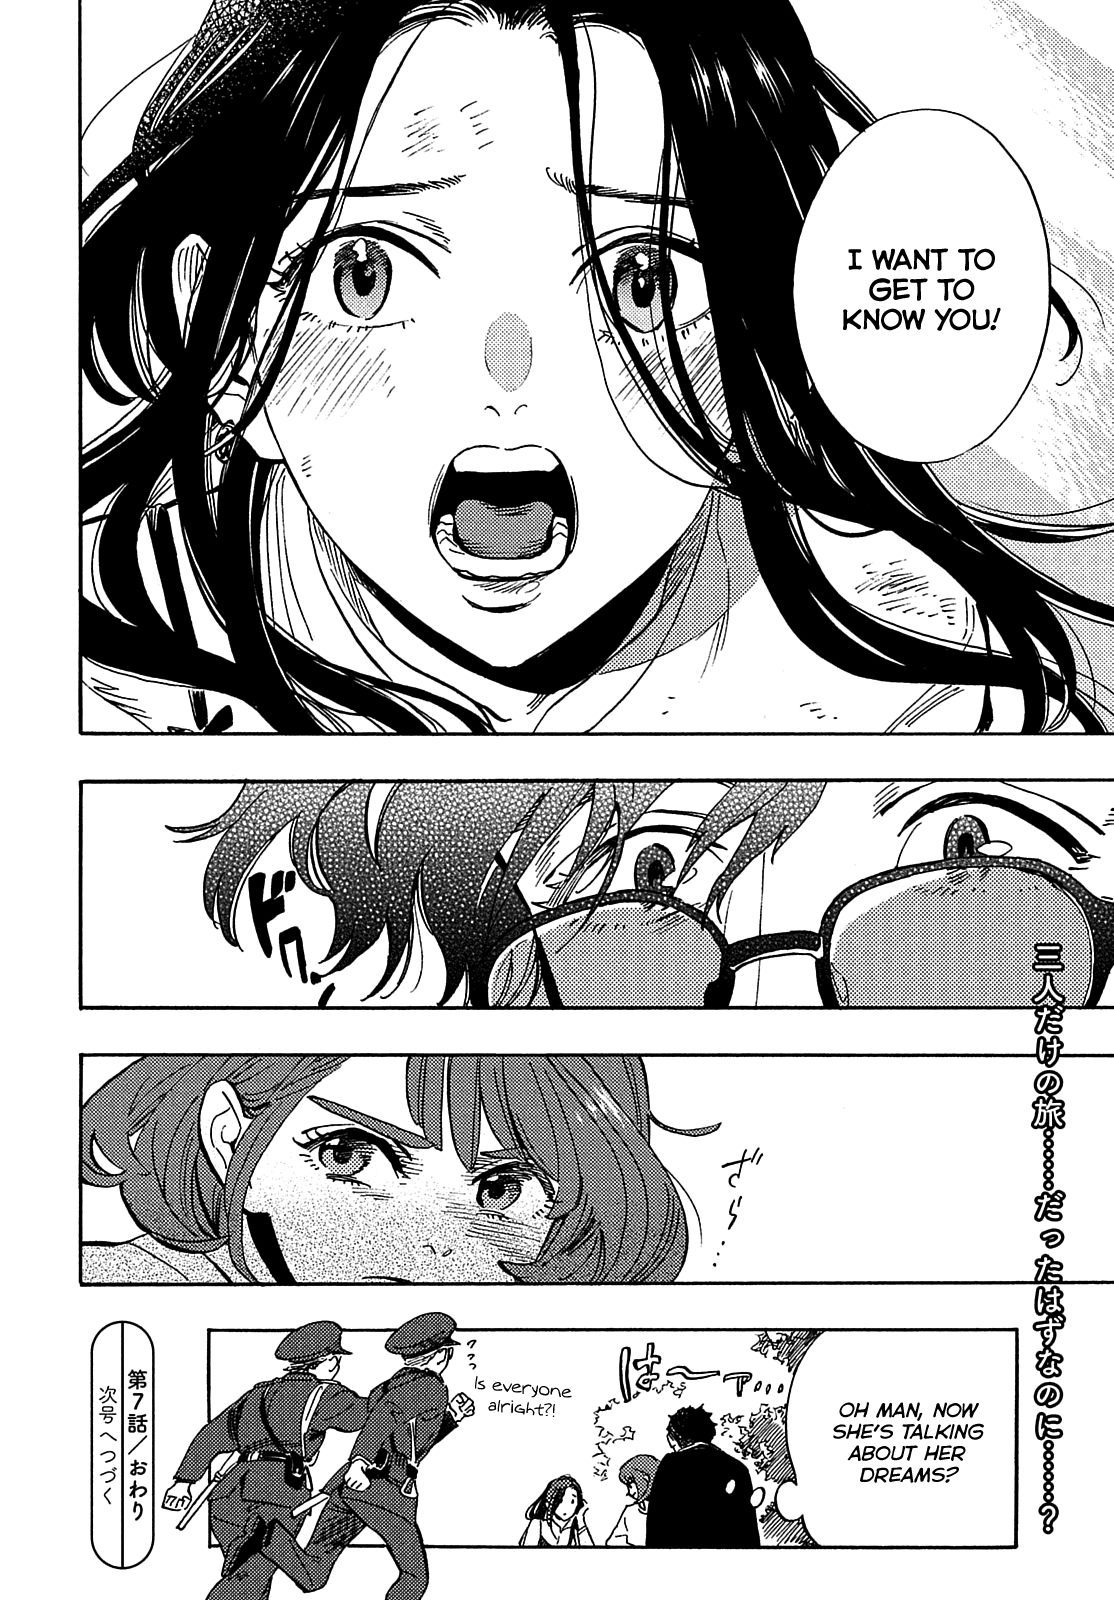 I WANT TO
GET TO
KNOW YOU!
ドクン
三人だけの旅……だったはずなのに……?
ざら…
OH MAN, NOW
SHE'S TALKING
ABOUT HER
DREAMS?
はーァ…
Is everyone
alright?!
第7話／おわり
次号へつづく